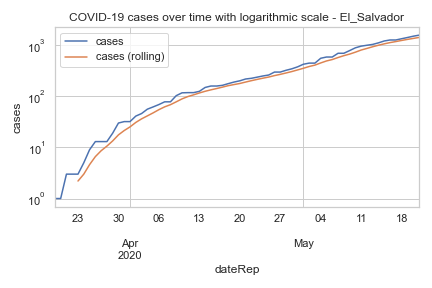 COVID-19 cases over time with logarithmic scale - El_Salvador
cases
cases (rolling)
10³
10²
10¹
10⁰
cases
23 30 06 13 20 27 04 11 18
Apr May
2020
dateRep